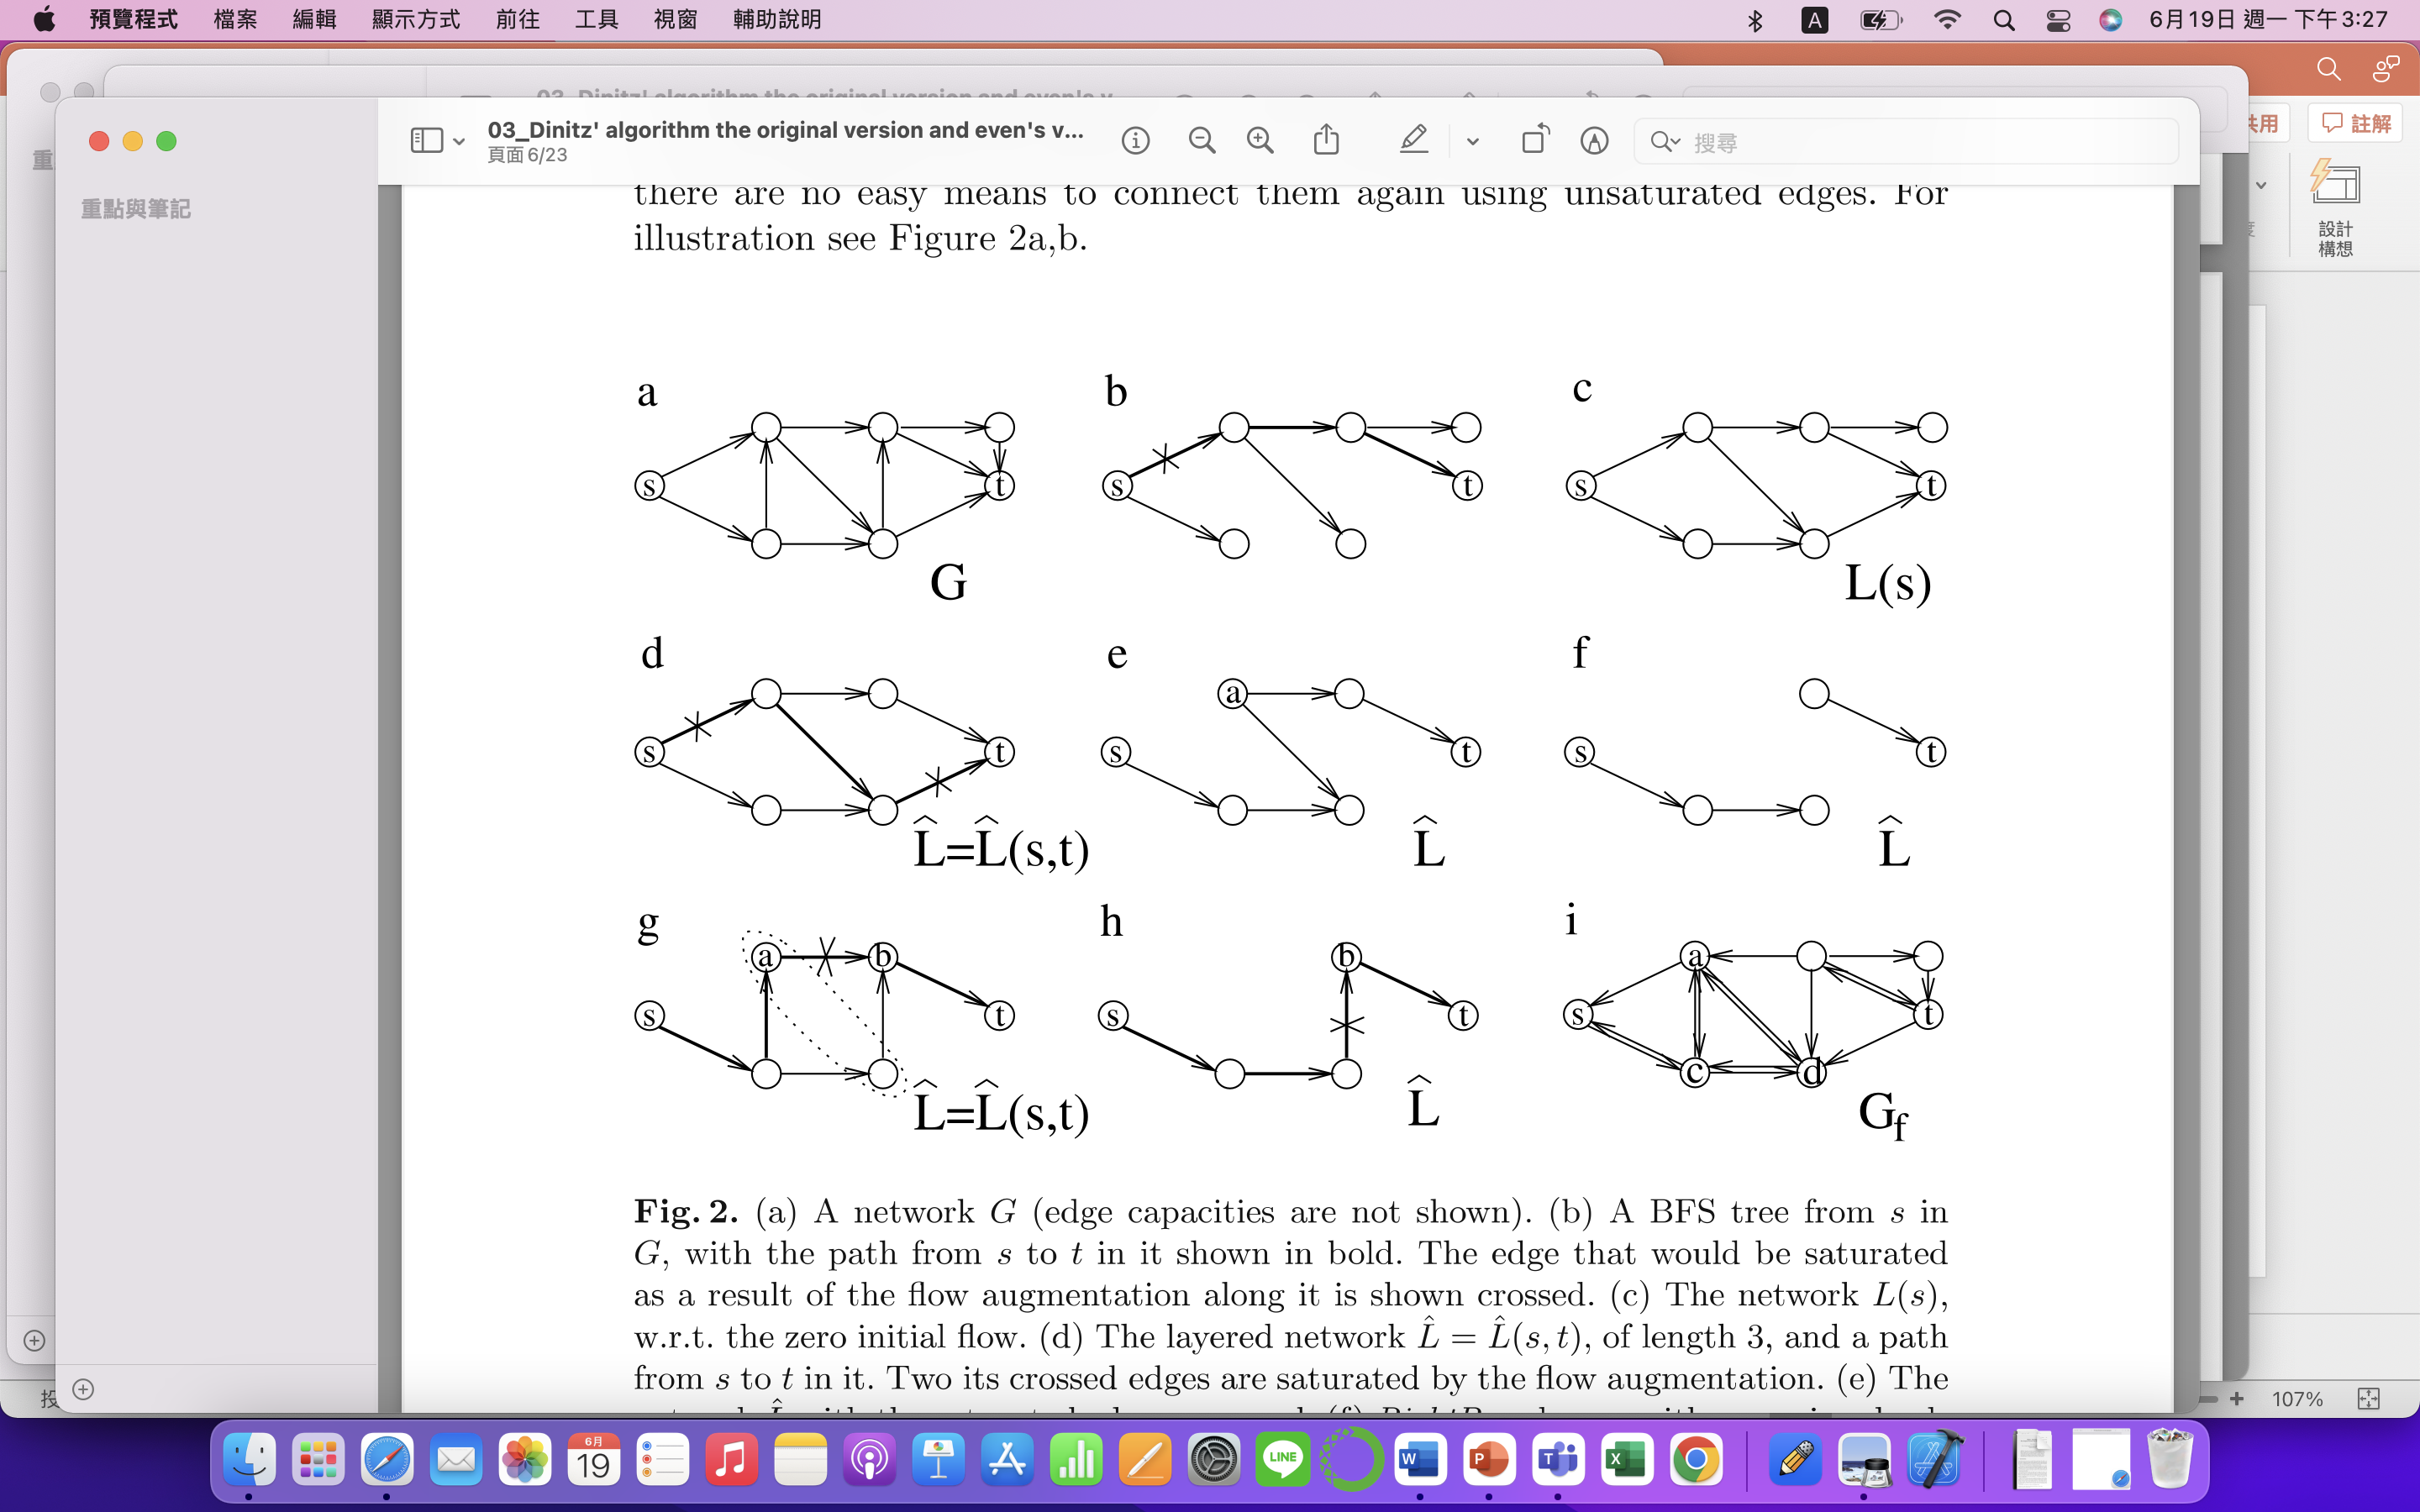 預覽程式 檔案 編輯 顯示方式 前往 工具 視窗 輔助說明 A 6月19日 週一 下午3:27
03_Dinitz' algorithm the original version and even's v...
頁面 6/23
搜尋
共用 註解
設計
構想
重點與筆記
there are no easy means to connect them again using unsaturated edges. For
illustration see Figure 2a,b.
a b c
s t s t s t
G L(s)
d e f
a
s t s t s t
L̂=L̂(s,t) L̂ L̂
g h i
a b b a
s t s t s t
c d
L̂=L̂(s,t) L̂ G_f
Fig. 2. (a) A network G (edge capacities are not shown). (b) A BFS tree from s in
G, with the path from s to t in it shown in bold. The edge that would be saturated
as a result of the flow augmentation along it is shown crossed. (c) The network L(s),
w.r.t. the zero initial flow. (d) The layered network L̂ = L̂(s, t), of length 3, and a path
from s to t in it. Two its crossed edges are saturated by the flow augmentation. (e) The
107%
6月
19
LINE
W P T X